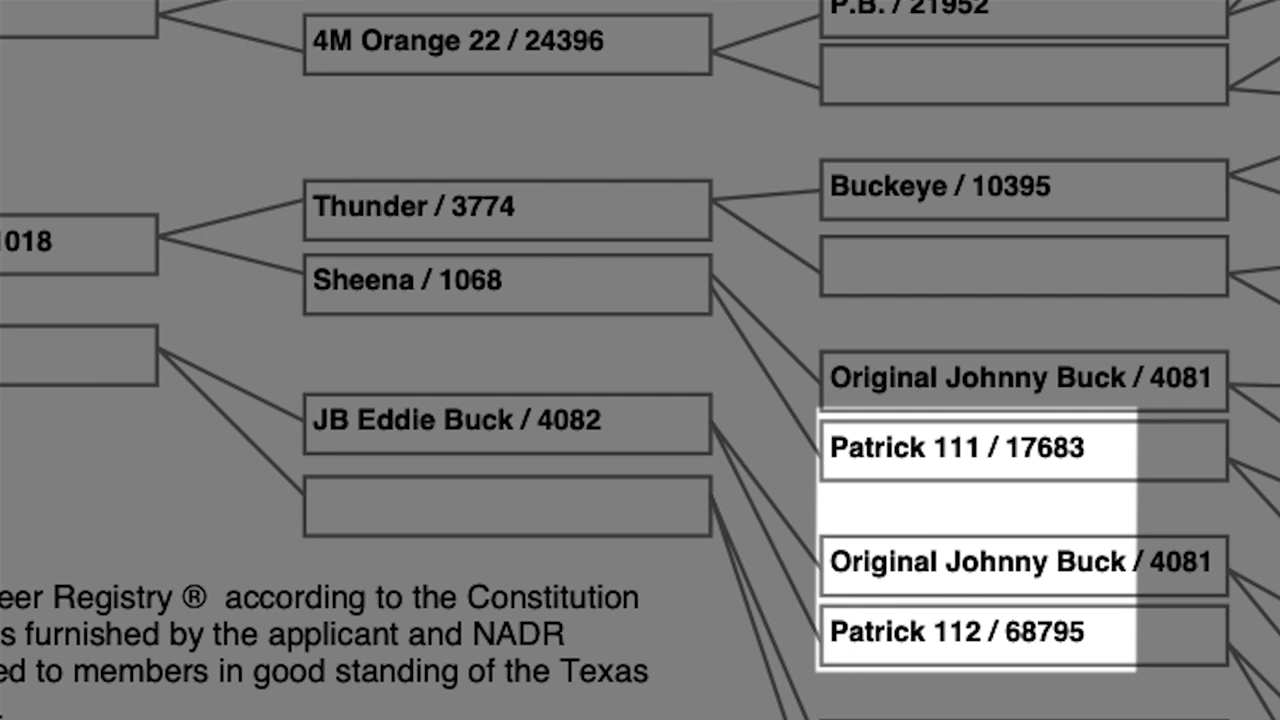 P.B. / 21952
4M Orange 22 / 24396
Buckeye / 10395
Thunder / 3774
1018
Sheena / 1068
Original Johnny Buck / 4081
JB Eddie Buck / 4082
Patrick 111 / 17683
Original Johnny Buck / 4081
Patrick 112 / 68795
eer Registry ® according to the Constitution
s furnished by the applicant and NADR
ed to members in good standing of the Texas